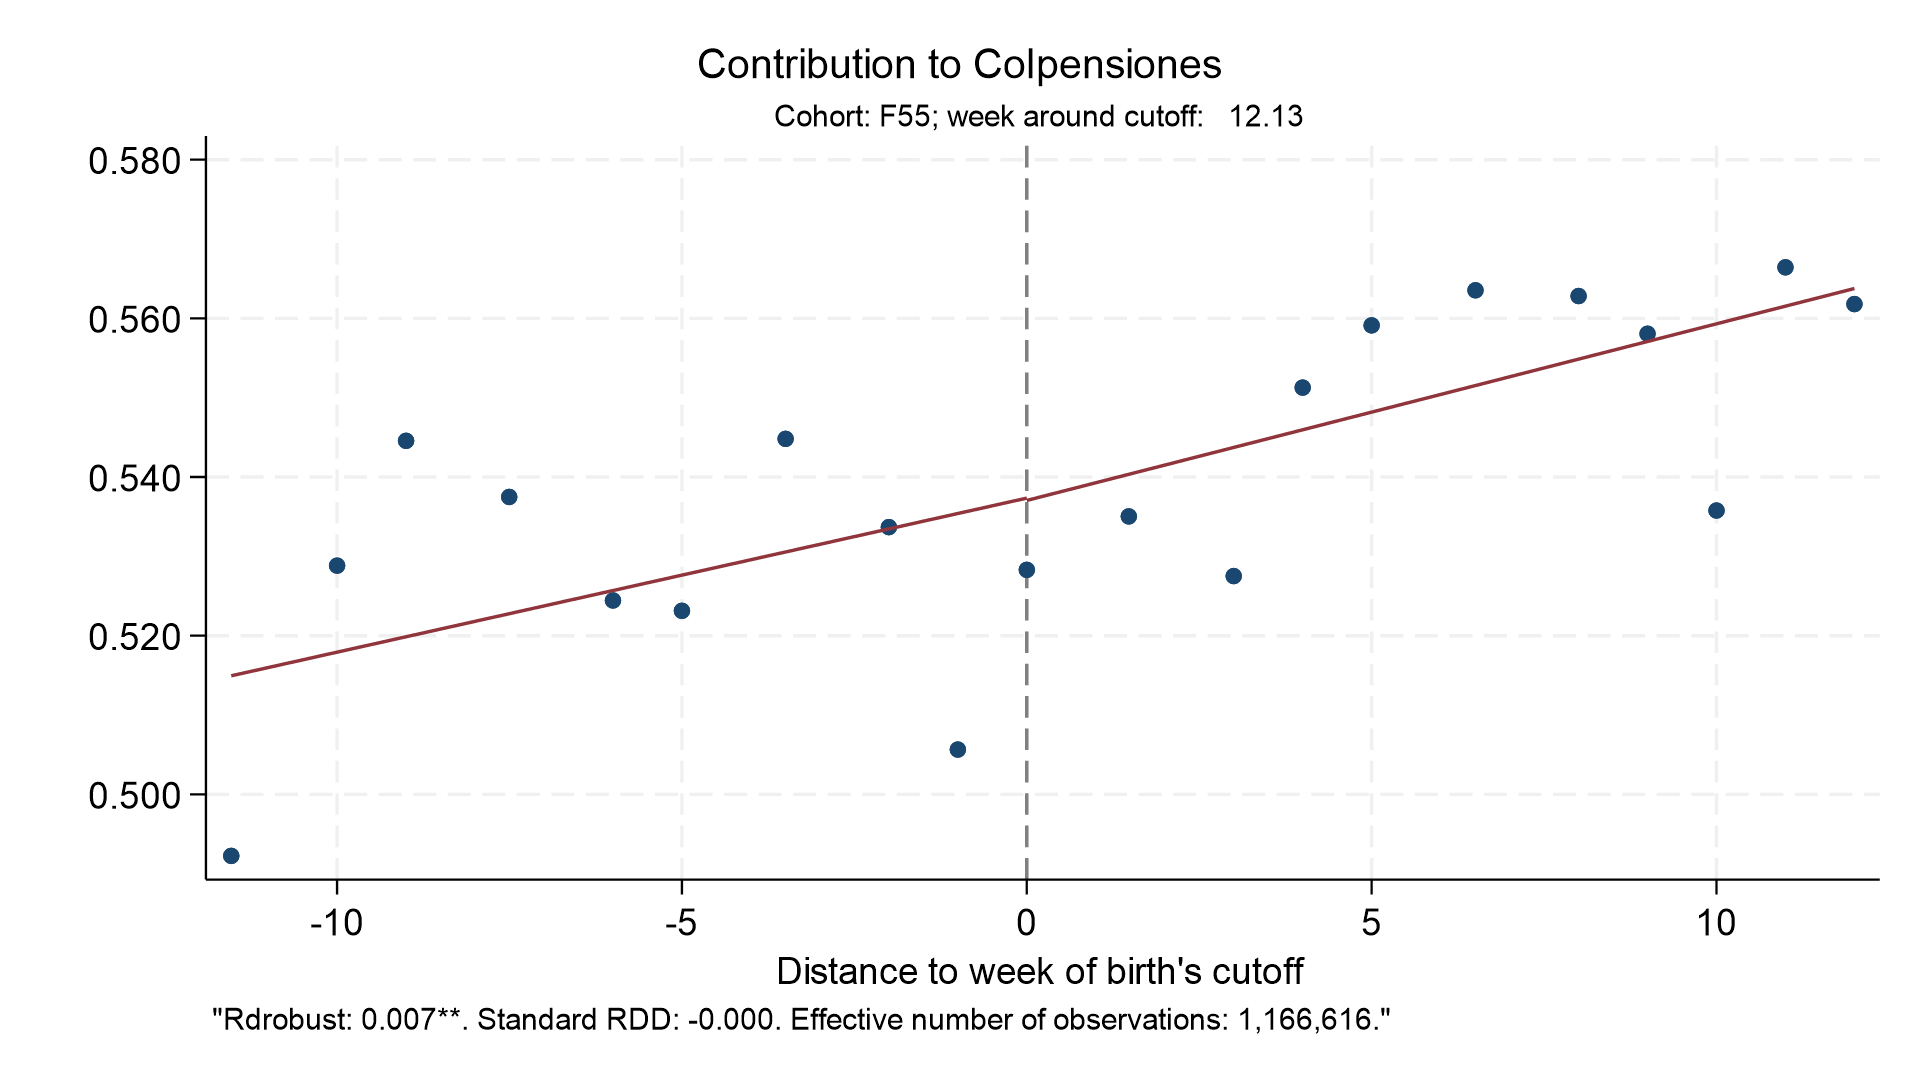 Contribution to Colpensiones
Cohort: F55; week around cutoff: 12.13
0.580
0.560
0.540
0.520
0.500
-10 -5 0 5 10
Distance to week of birth's cutoff
"Rdrobust: 0.007**. Standard RDD: -0.000. Effective number of observations: 1,166,616."